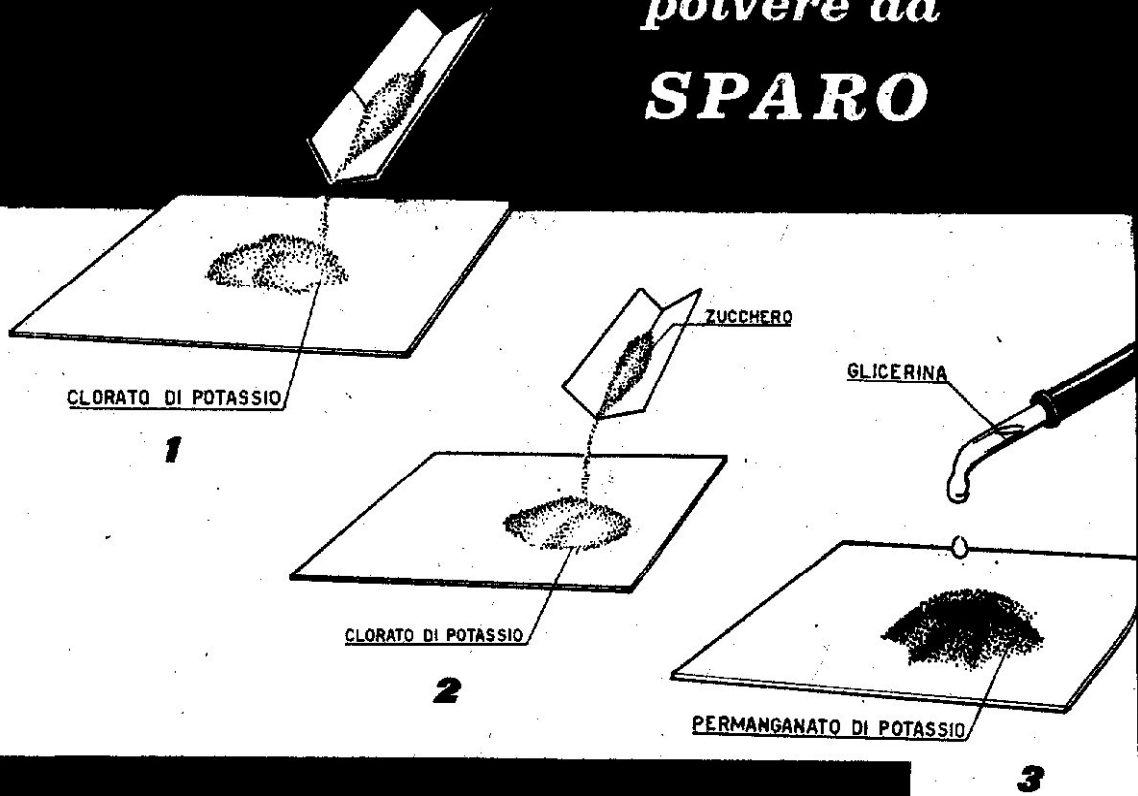 polvere da
SPARO
CLORATO DI POTASSIO
1
ZUCCHERO
CLORATO DI POTASSIO
2
GLICERINA
PERMANGANATO DI POTASSIO
3